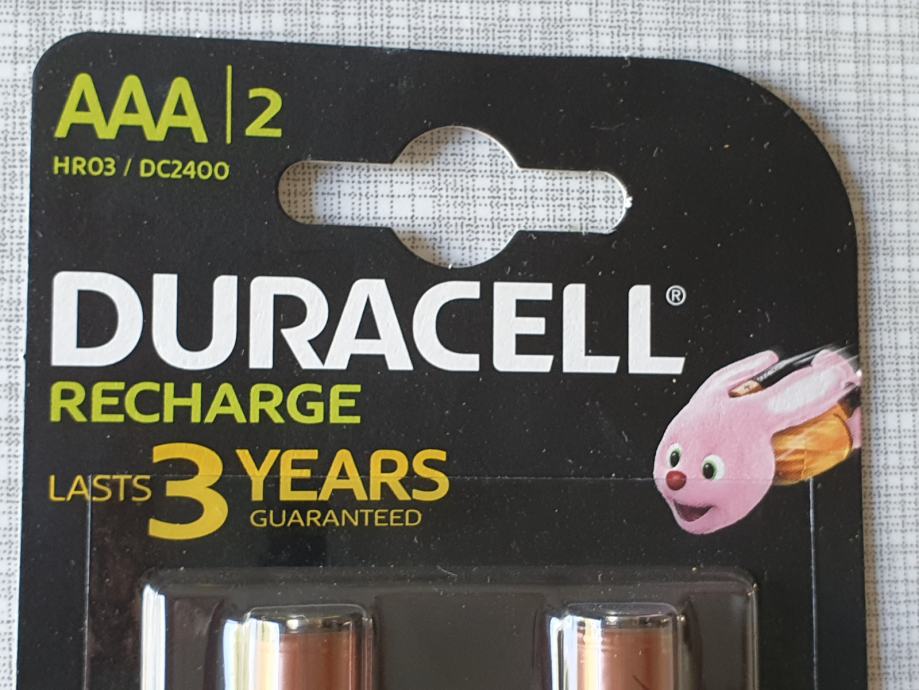 AAA | 2
HR03 / DC2400
DURACELL®
RECHARGE
LASTS 3 YEARS
GUARANTEED